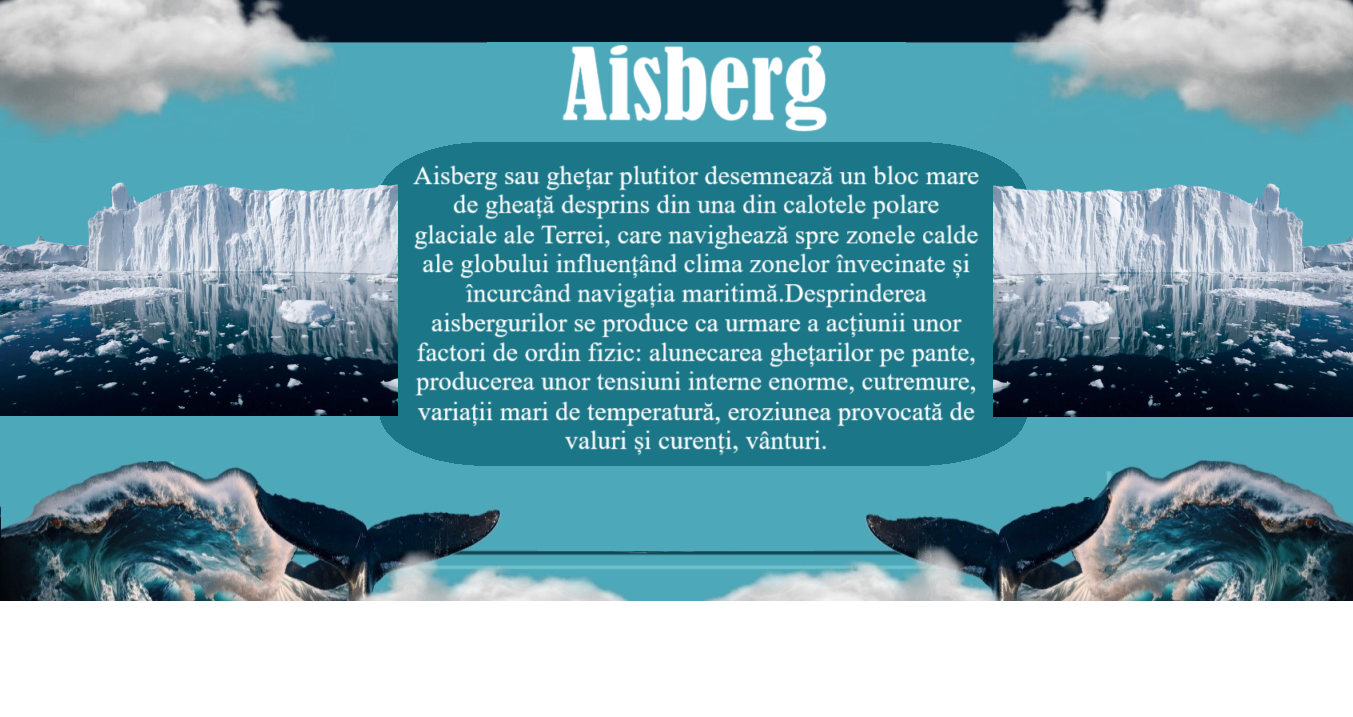 Aisberg
Aisberg sau ghețar plutitor desemnează un bloc mare
de gheață desprins din una din calotele polare
glaciale ale Terrei, care navighează spre zonele calde
ale globului influențând clima zonelor învecinate și
încurcând navigația maritimă.Desprinderea
aisbergurilor se produce ca urmare a acțiunii unor
factori de ordin fizic: alunecarea ghețarilor pe pante,
producerea unor tensiuni interne enorme, cutremure,
variații mari de temperatură, eroziunea provocată de
valuri și curenți, vânturi.